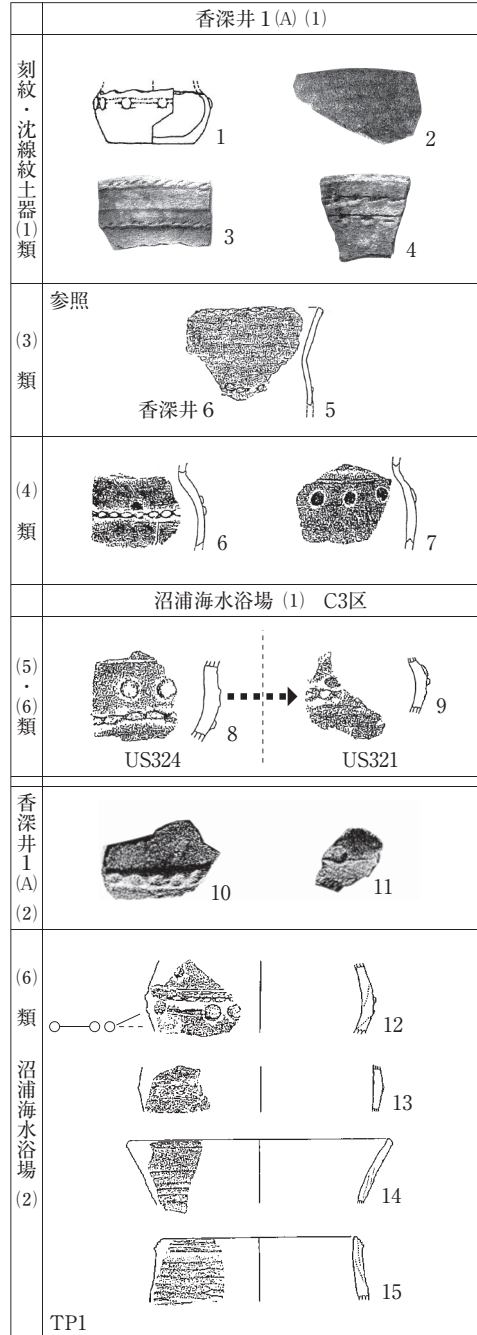 香深井1(A)(1)
刻紋・沈線紋土器(1)類
1
2
3
4
参照
(3)類
香深井6
5
(4)類
6
7
沼浦海水浴場(1) C3区
(5)・(6)類
8
9
US324
US321
香深井1(A)(2)
10
11
(6)類
沼浦海水浴場(2)
12
13
14
15
TP1